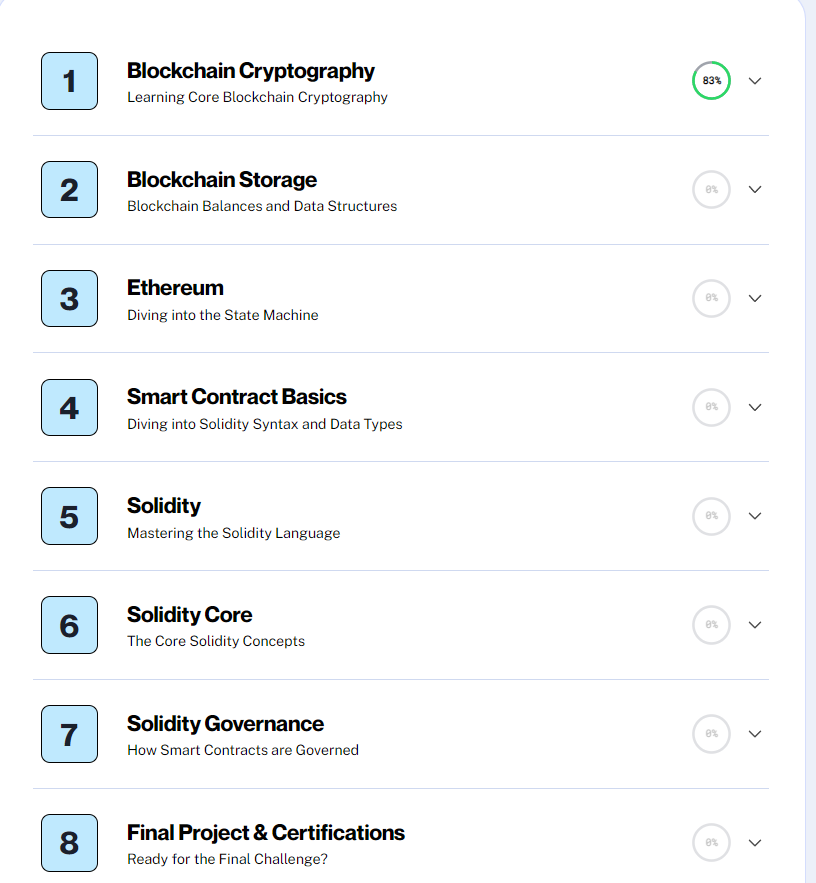 1
Blockchain Cryptography
Learning Core Blockchain Cryptography
83%
2
Blockchain Storage
Blockchain Balances and Data Structures
0%
3
Ethereum
Diving into the State Machine
0%
4
Smart Contract Basics
Diving into Solidity Syntax and Data Types
0%
5
Solidity
Mastering the Solidity Language
0%
6
Solidity Core
The Core Solidity Concepts
0%
7
Solidity Governance
How Smart Contracts are Governed
0%
8
Final Project & Certifications
Ready for the Final Challenge?
0%